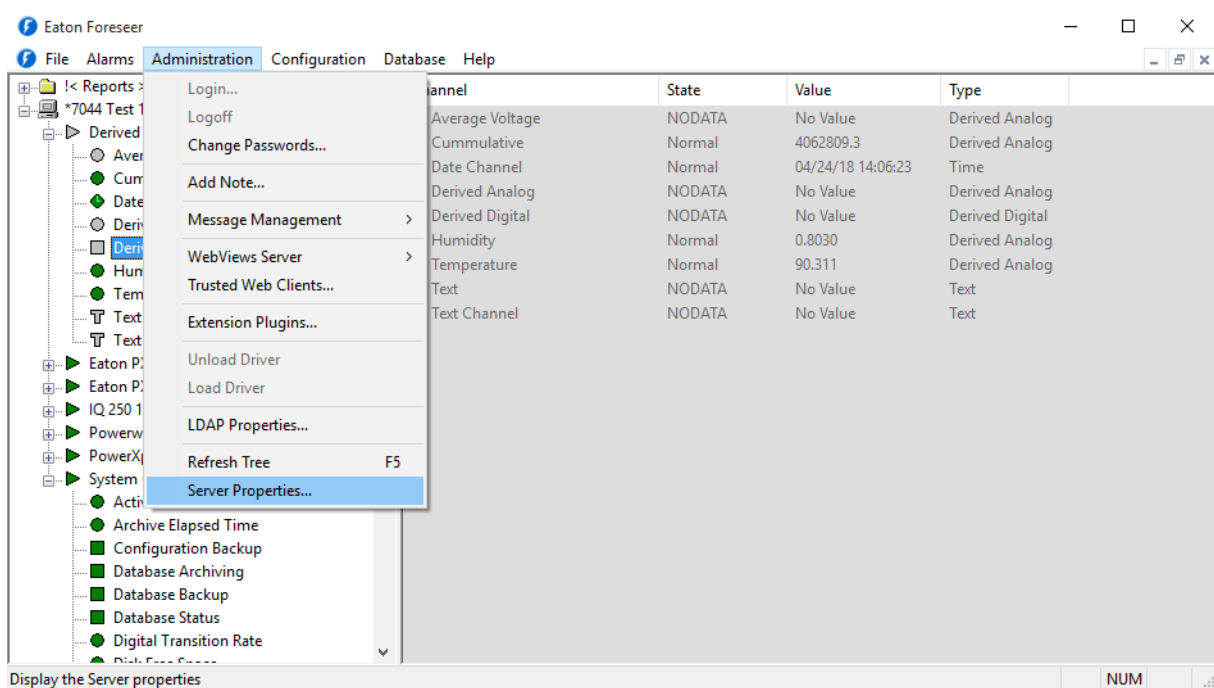 Eaton Foreseer
File Alarms Administration Configuration Database Help
!< Reports >
*7044 Test 1
Derived
Aver
Cum
Date
Deriv
Deriv
Hum
Tem
Text
Text
Eaton P
Eaton P
IQ 250 1
Powerw
PowerX
System
Activ
Archive Elapsed Time
Configuration Backup
Database Archiving
Database Backup
Database Status
Digital Transition Rate
Login...
Logoff
Change Passwords...
Add Note...
Message Management
WebViews Server
Trusted Web Clients...
Extension Plugins...
Unload Driver
Load Driver
LDAP Properties...
Refresh Tree F5
Server Properties...
annel State Value Type
Average Voltage NODATA No Value Derived Analog
Cummulative Normal 4062809.3 Derived Analog
Date Channel Normal 04/24/18 14:06:23 Time
Derived Analog NODATA No Value Derived Analog
Derived Digital NODATA No Value Derived Digital
Humidity Normal 0.8030 Derived Analog
Temperature Normal 90.311 Derived Analog
Text NODATA No Value Text
Text Channel NODATA No Value Text
Display the Server properties NUM